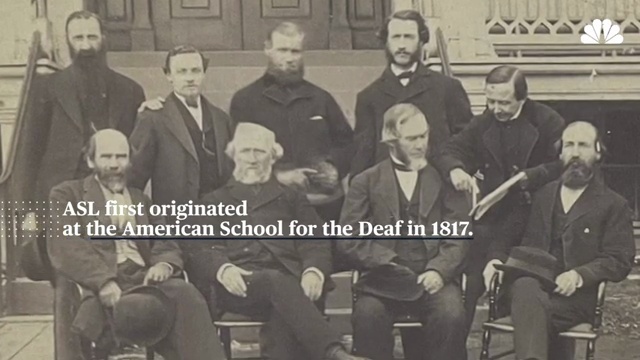 ASL first originated
at the American School for the Deaf in 1817.